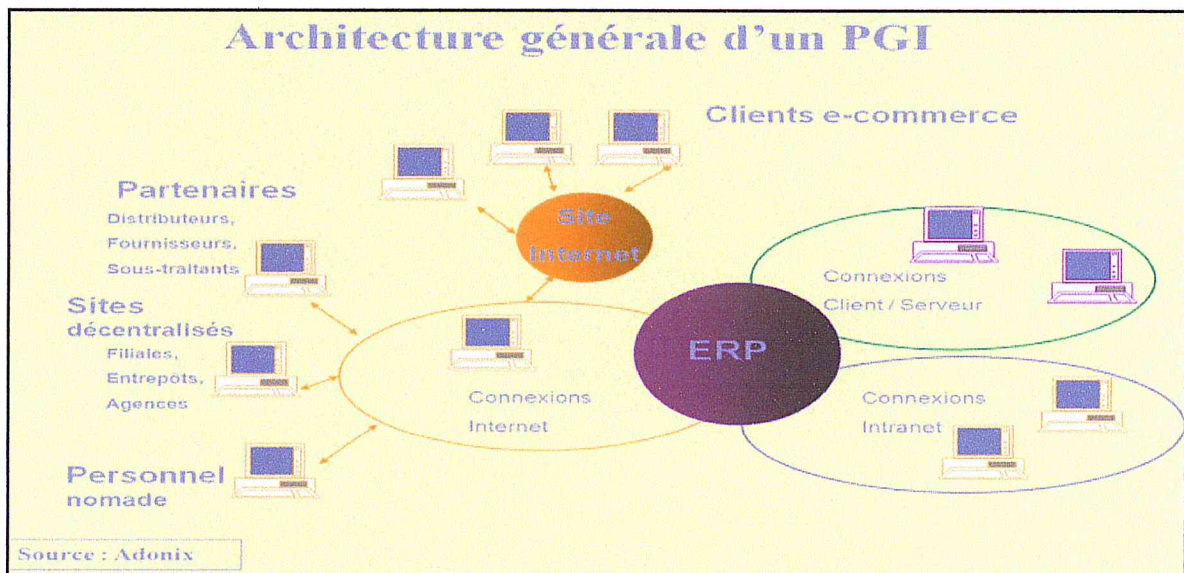 Architecture générale d'un PGI
Clients e-commerce
Partenaires
Distributeurs,
Fournisseurs,
Sous-traitants
Site
Internet
Connexions
Client / Serveur
Sites
décentralisés
Filiales,
Entrepôts,
Agences
ERP
Connexions
Internet
Connexions
Intranet
Personnel
nomade
Source : Adonix